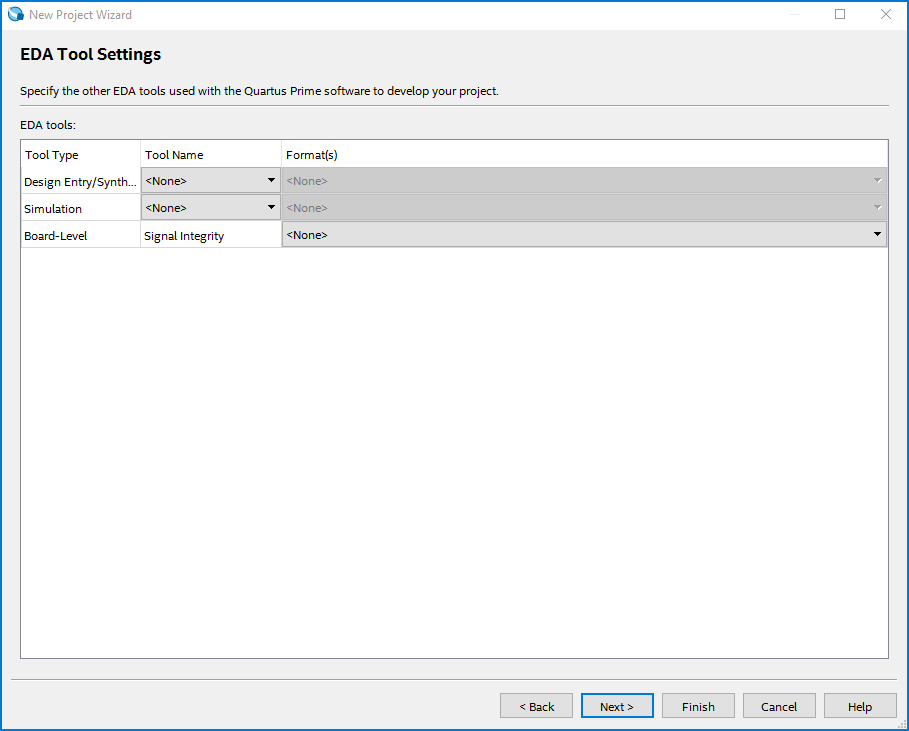 New Project Wizard
EDA Tool Settings
Specify the other EDA tools used with the Quartus Prime software to develop your project.
EDA tools:
Tool Type Tool Name Format(s)
Design Entry/Synth... <None> <None>
Simulation <None> <None>
Board-Level Signal Integrity <None>
< Back Next > Finish Cancel Help